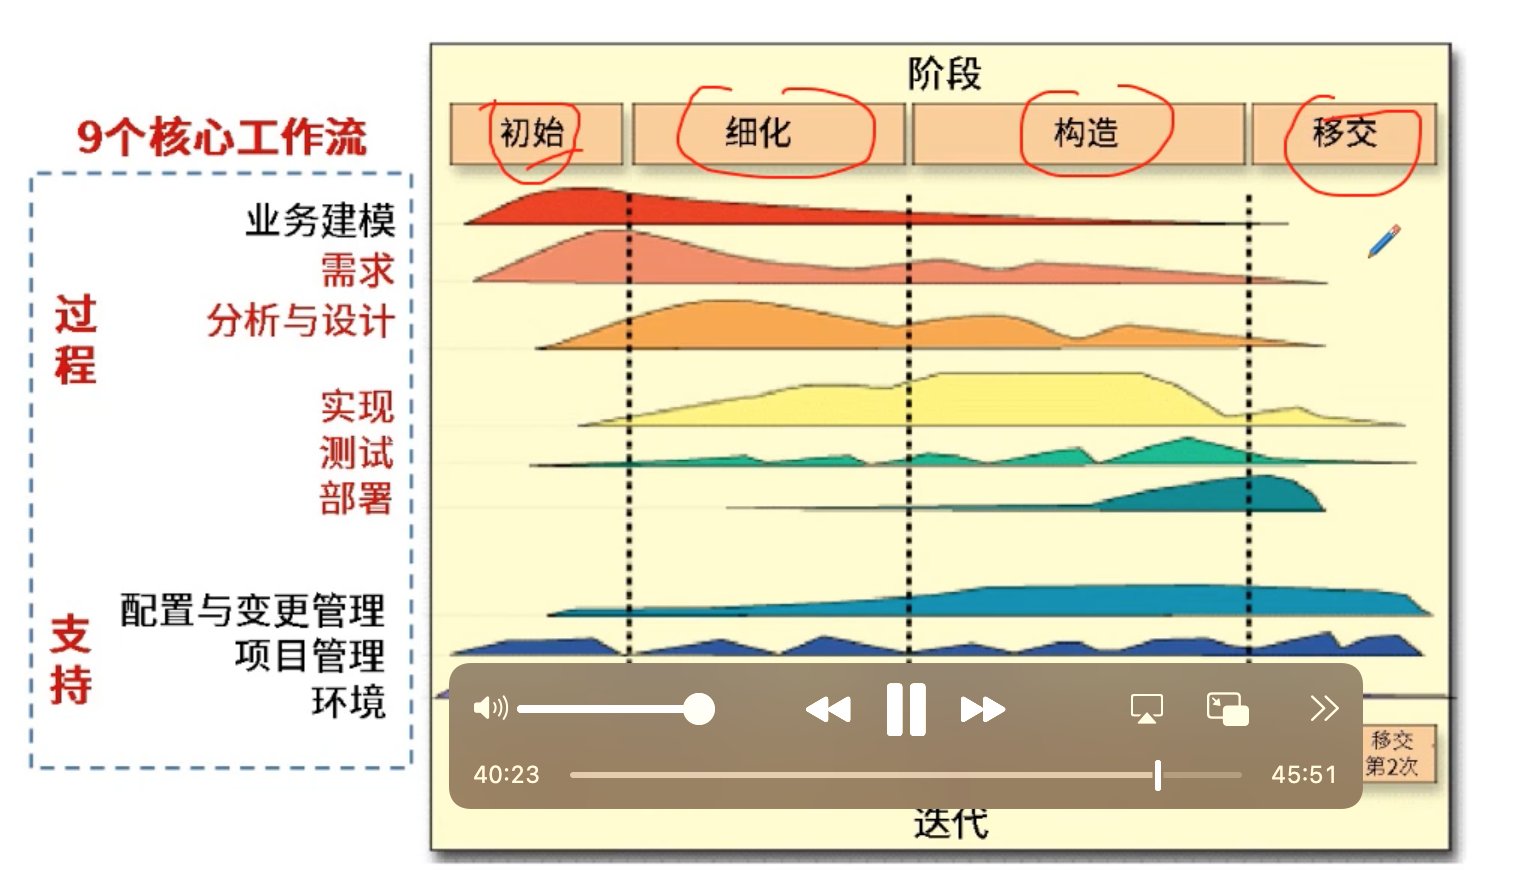 阶段
初始 细化 构造 移交
9个核心工作流
过程
业务建模
需求
分析与设计
实现
测试
部署
支持
配置与变更管理
项目管理
环境
40:23 45:51
移交
第2次
迭代